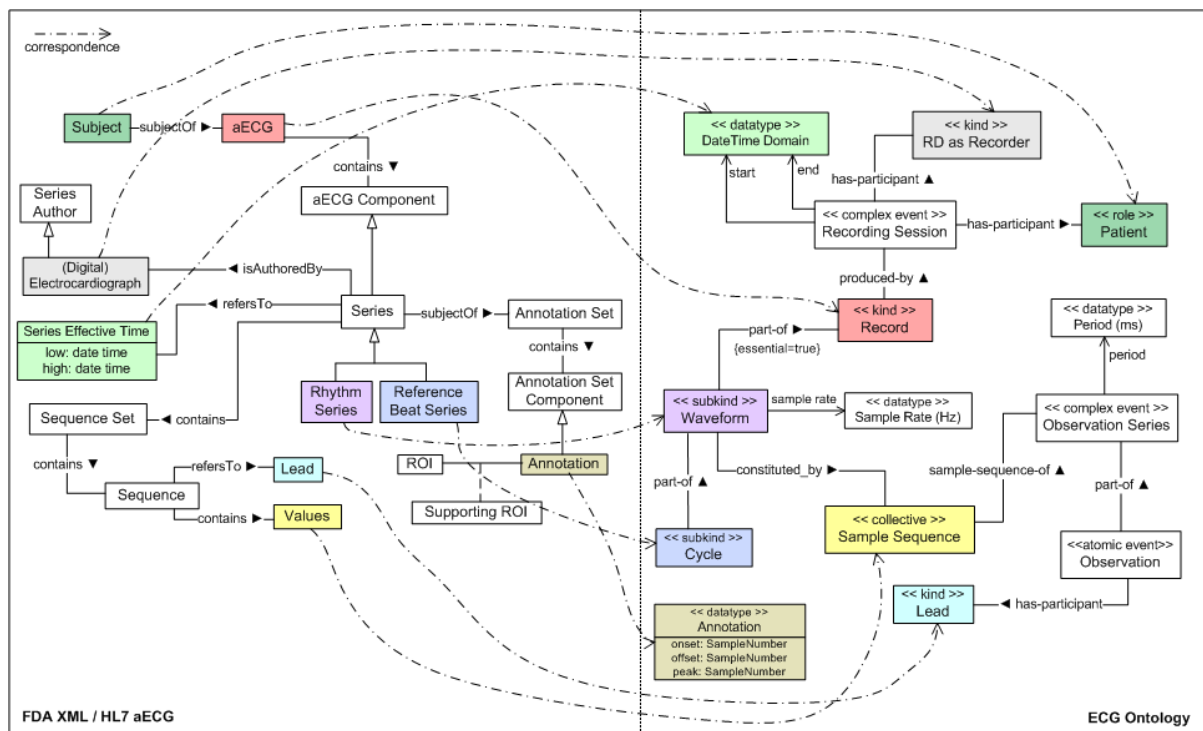 correspondence
Subject
subjectOf ►
aECG
contains ▼
Series
Author
aECG Component
(Digital)
Electrocardiograph
◄ isAuthoredBy
◄ refersTo
Series
subjectOf ►
Annotation Set
Series Effective Time
low: date time
high: date time
contains ▼
Rhythm
Series
Reference
Beat Series
Annotation Set
Component
Sequence Set
◄ contains
contains ▼
refersTo ►
Lead
ROI
Annotation
Sequence
contains ►
Values
Supporting ROI
FDA XML / HL7 aECG
<< datatype >>
DateTime Domain
<< kind >>
RD as Recorder
start
end
has-participant ▲
<< complex event >>
Recording Session
has-participant ►
<< role >>
Patient
produced-by ▲
<< kind >>
Record
<< datatype >>
Period (ms)
part-of ►
{essential=true}
period
<< subkind >>
Waveform
sample rate
<< datatype >>
Sample Rate (Hz)
<< complex event >>
Observation Series
constituted_by ►
sample-sequence-of ▲
part-of ▲
part-of ▲
<< collective >>
Sample Sequence
<< subkind >>
Cycle
<<atomic event>>
Observation
<< kind >>
Lead
◄ has-participant
<< datatype >>
Annotation
onset: SampleNumber
offset: SampleNumber
peak: SampleNumber
ECG Ontology